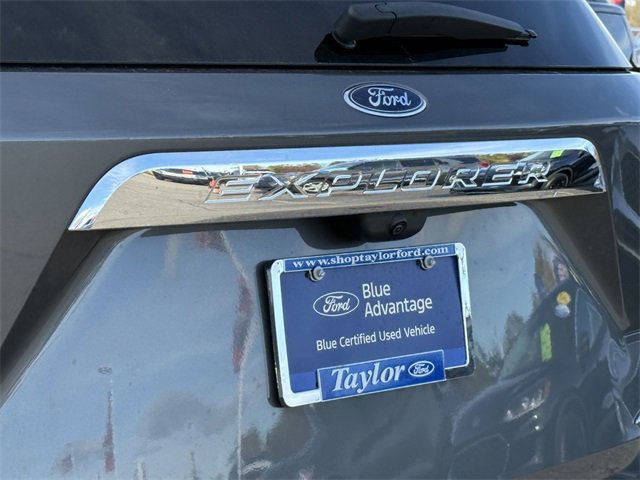 Ford
EXPLORER
www.shoptaylorford.com
Ford
Blue
Advantage
Blue Certified Used Vehicle
Taylor Ford